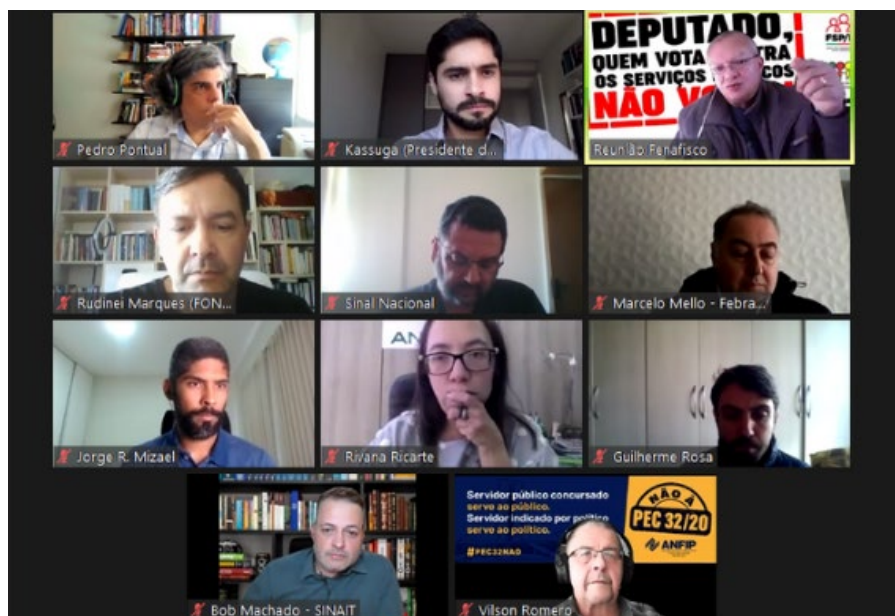 DEPUTADO,
QUEM VOTA
OS SERVIÇOS
NÃO
Pedro Pontual
Kassuga (Presidente d...
Reunião Fenafisco
Rudinei Marques (FON...
Sinal Nacional
Marcelo Mello - Febra...
AN
Jorge R. Mizael
Rivana Ricarte
Guilherme Rosa
Servidor público concursado
serve ao público.
Servidor indicado por político
serve ao político.
#PEC32NAO
NÃO À
PEC 32/20
ANFIP
Bob Machado - SINAIT
Vilson Romero